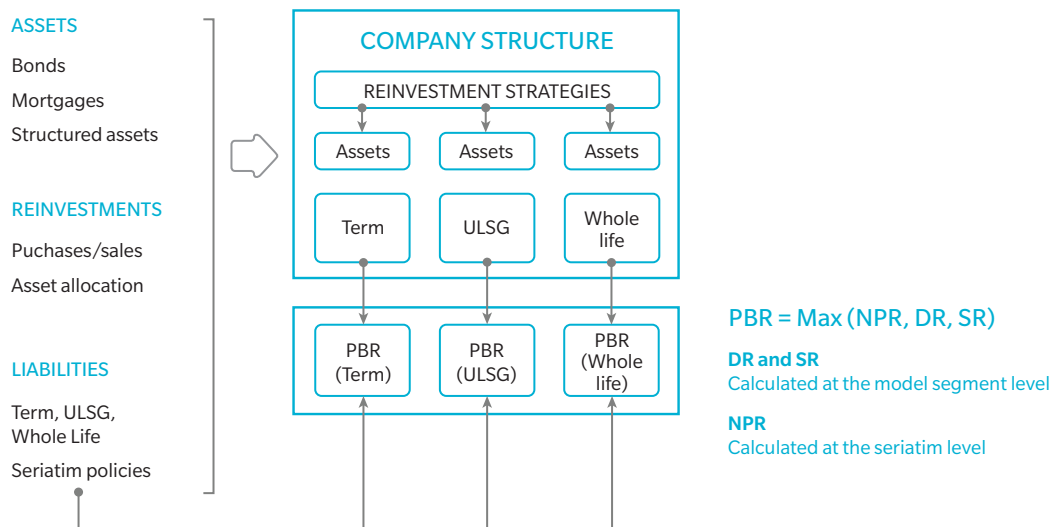 ASSETS
Bonds
Mortgages
Structured assets
REINVESTMENTS
Puchases/sales
Asset allocation
LIABILITIES
Term, ULSG,
Whole Life
Seriatim policies
COMPANY STRUCTURE
REINVESTMENT STRATEGIES
Assets
Assets
Assets
Term
ULSG
Whole
life
PBR
(Term)
PBR
(ULSG)
PBR
(Whole
life)
PBR = Max (NPR, DR, SR)
DR and SR
Calculated at the model segment level
NPR
Calculated at the seriatim level